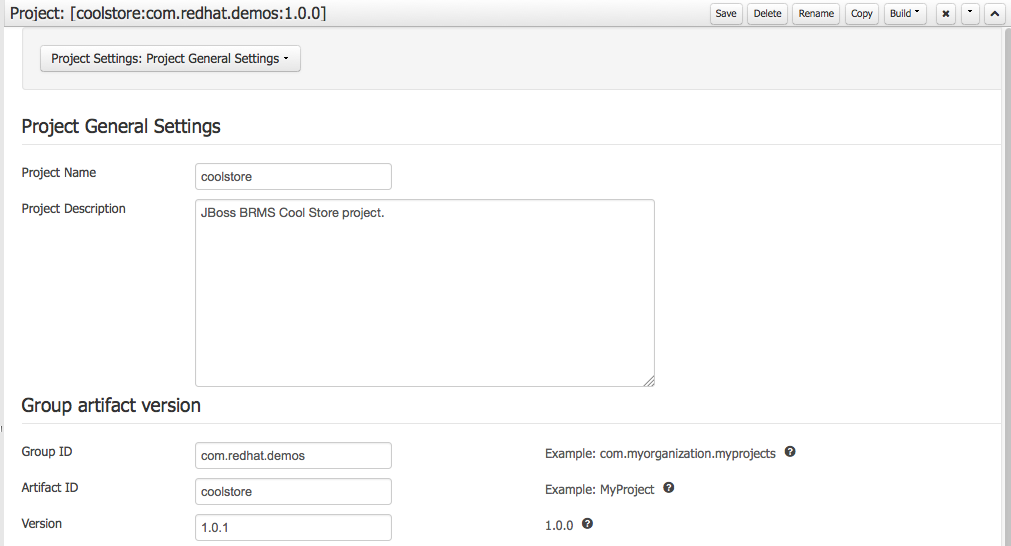 Project: [coolstore:com.redhat.demos:1.0.0] Save Delete Rename Copy Build
Project Settings: Project General Settings
Project General Settings
Project Name coolstore
Project Description JBoss BRMS Cool Store project.
Group artifact version
Group ID com.redhat.demos Example: com.myorganization.myprojects
Artifact ID coolstore Example: MyProject
Version 1.0.1 1.0.0